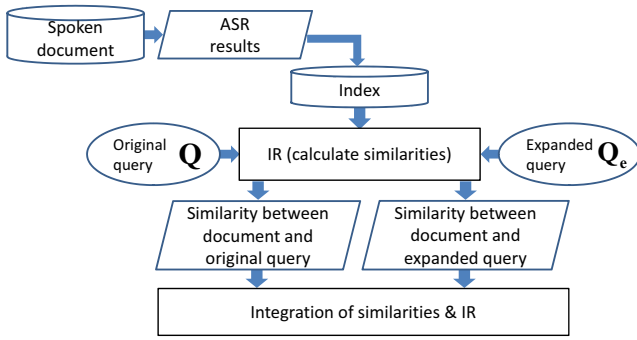 Spoken
document
ASR
results
Index
Original
query Q
IR (calculate similarities)
Expanded
query Qe
Similarity between
document and
original query
Similarity between
document and
expanded query
Integration of similarities & IR